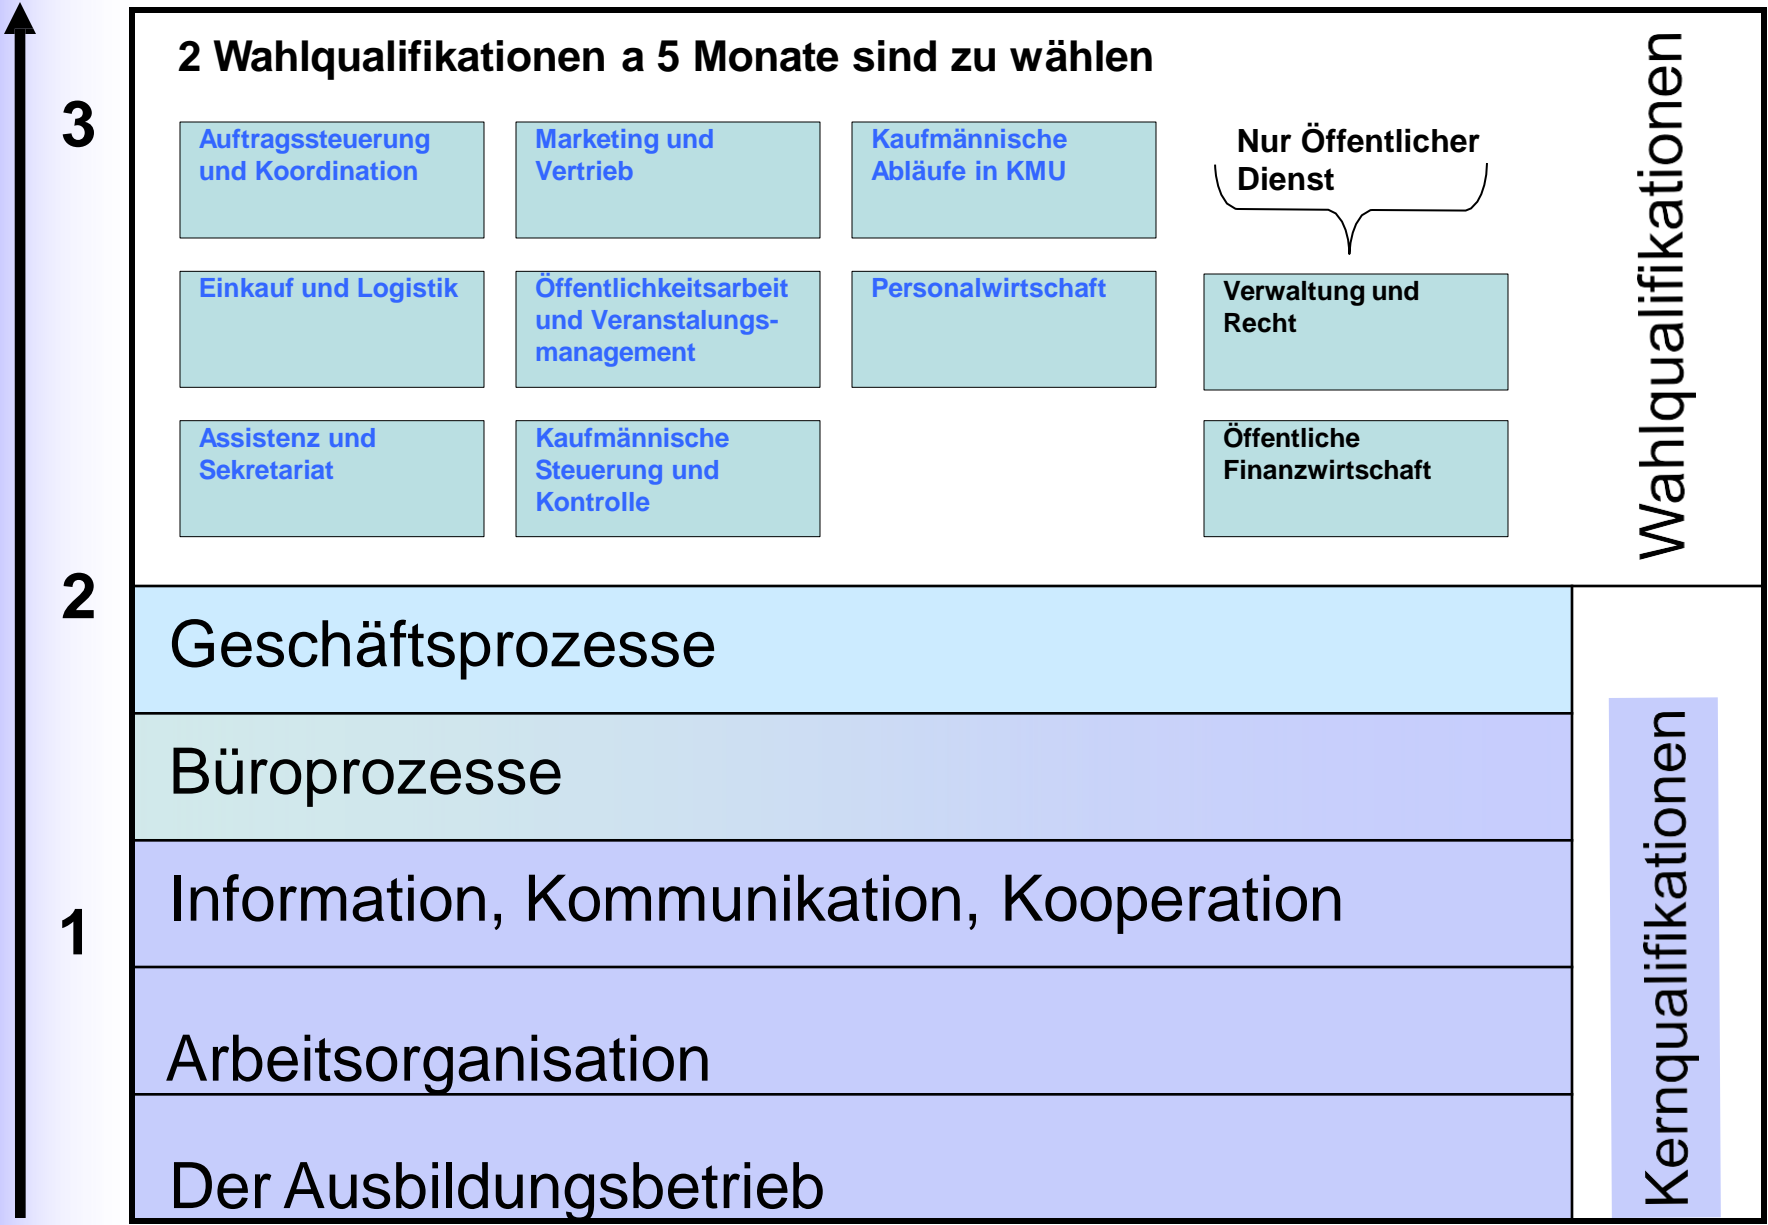 2 Wahlqualifikationen a 5 Monate sind zu wählen
3
Auftragssteuerung
und Koordination
Marketing und
Vertrieb
Kaufmännische
Abläufe in KMU
Nur Öffentlicher
Dienst
Einkauf und Logistik
Öffentlichkeitsarbeit
und Veranstalungs-
management
Personalwirtschaft
Verwaltung und
Recht
Assistenz und
Sekretariat
Kaufmännische
Steuerung und
Kontrolle
Öffentliche
Finanzwirtschaft
Wahlqualifikationen
2
Geschäftsprozesse
Büroprozesse
Information, Kommunikation, Kooperation
1
Arbeitsorganisation
Der Ausbildungsbetrieb
Kernqualifikationen